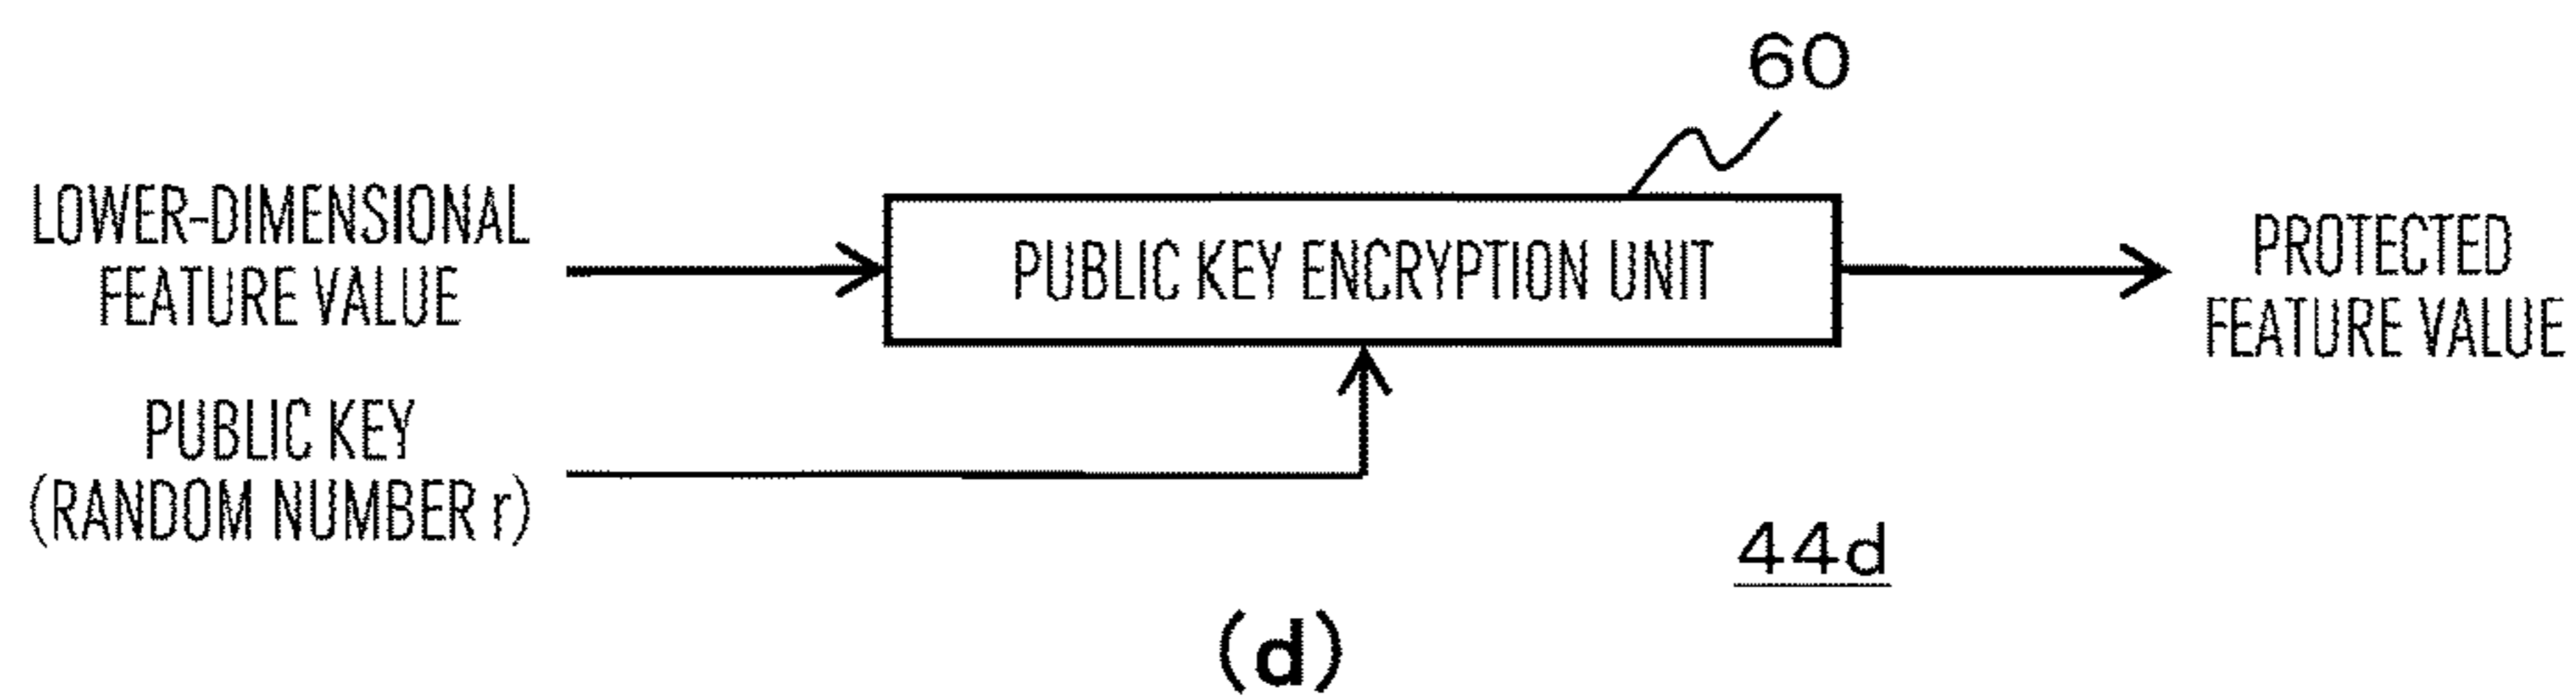 60
LOWER-DIMENSIONAL
FEATURE VALUE
PUBLIC KEY ENCRYPTION UNIT
PROTECTED
FEATURE VALUE
PUBLIC KEY
(RANDOM NUMBER r)
44d
(d)